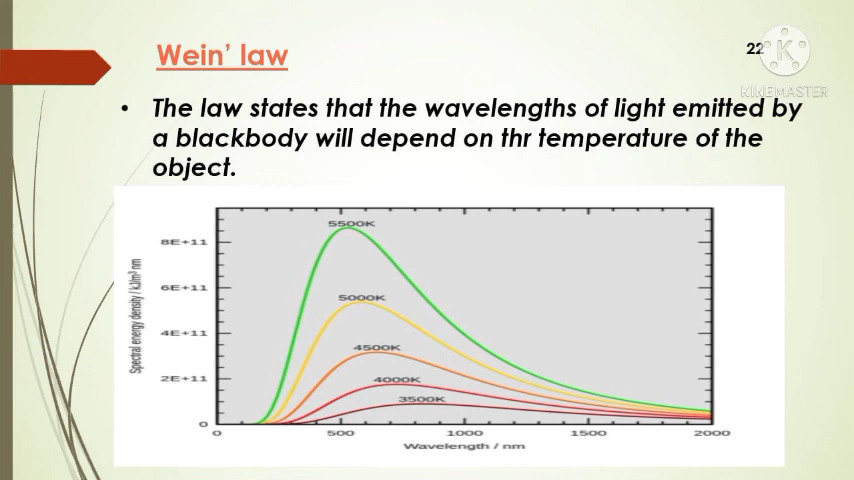 Wein' law
22
K
KINEMASTER
• The law states that the wavelengths of light emitted by
a blackbody will depend on thr temperature of the
object.
5500K
8E+11
6E+11
5000K
4E+11
4500K
2E+11
4000K
3500K
0
0 500 1000 1500 2000
Wavelength / nm
Spectral energy density / kJ/m³ nm